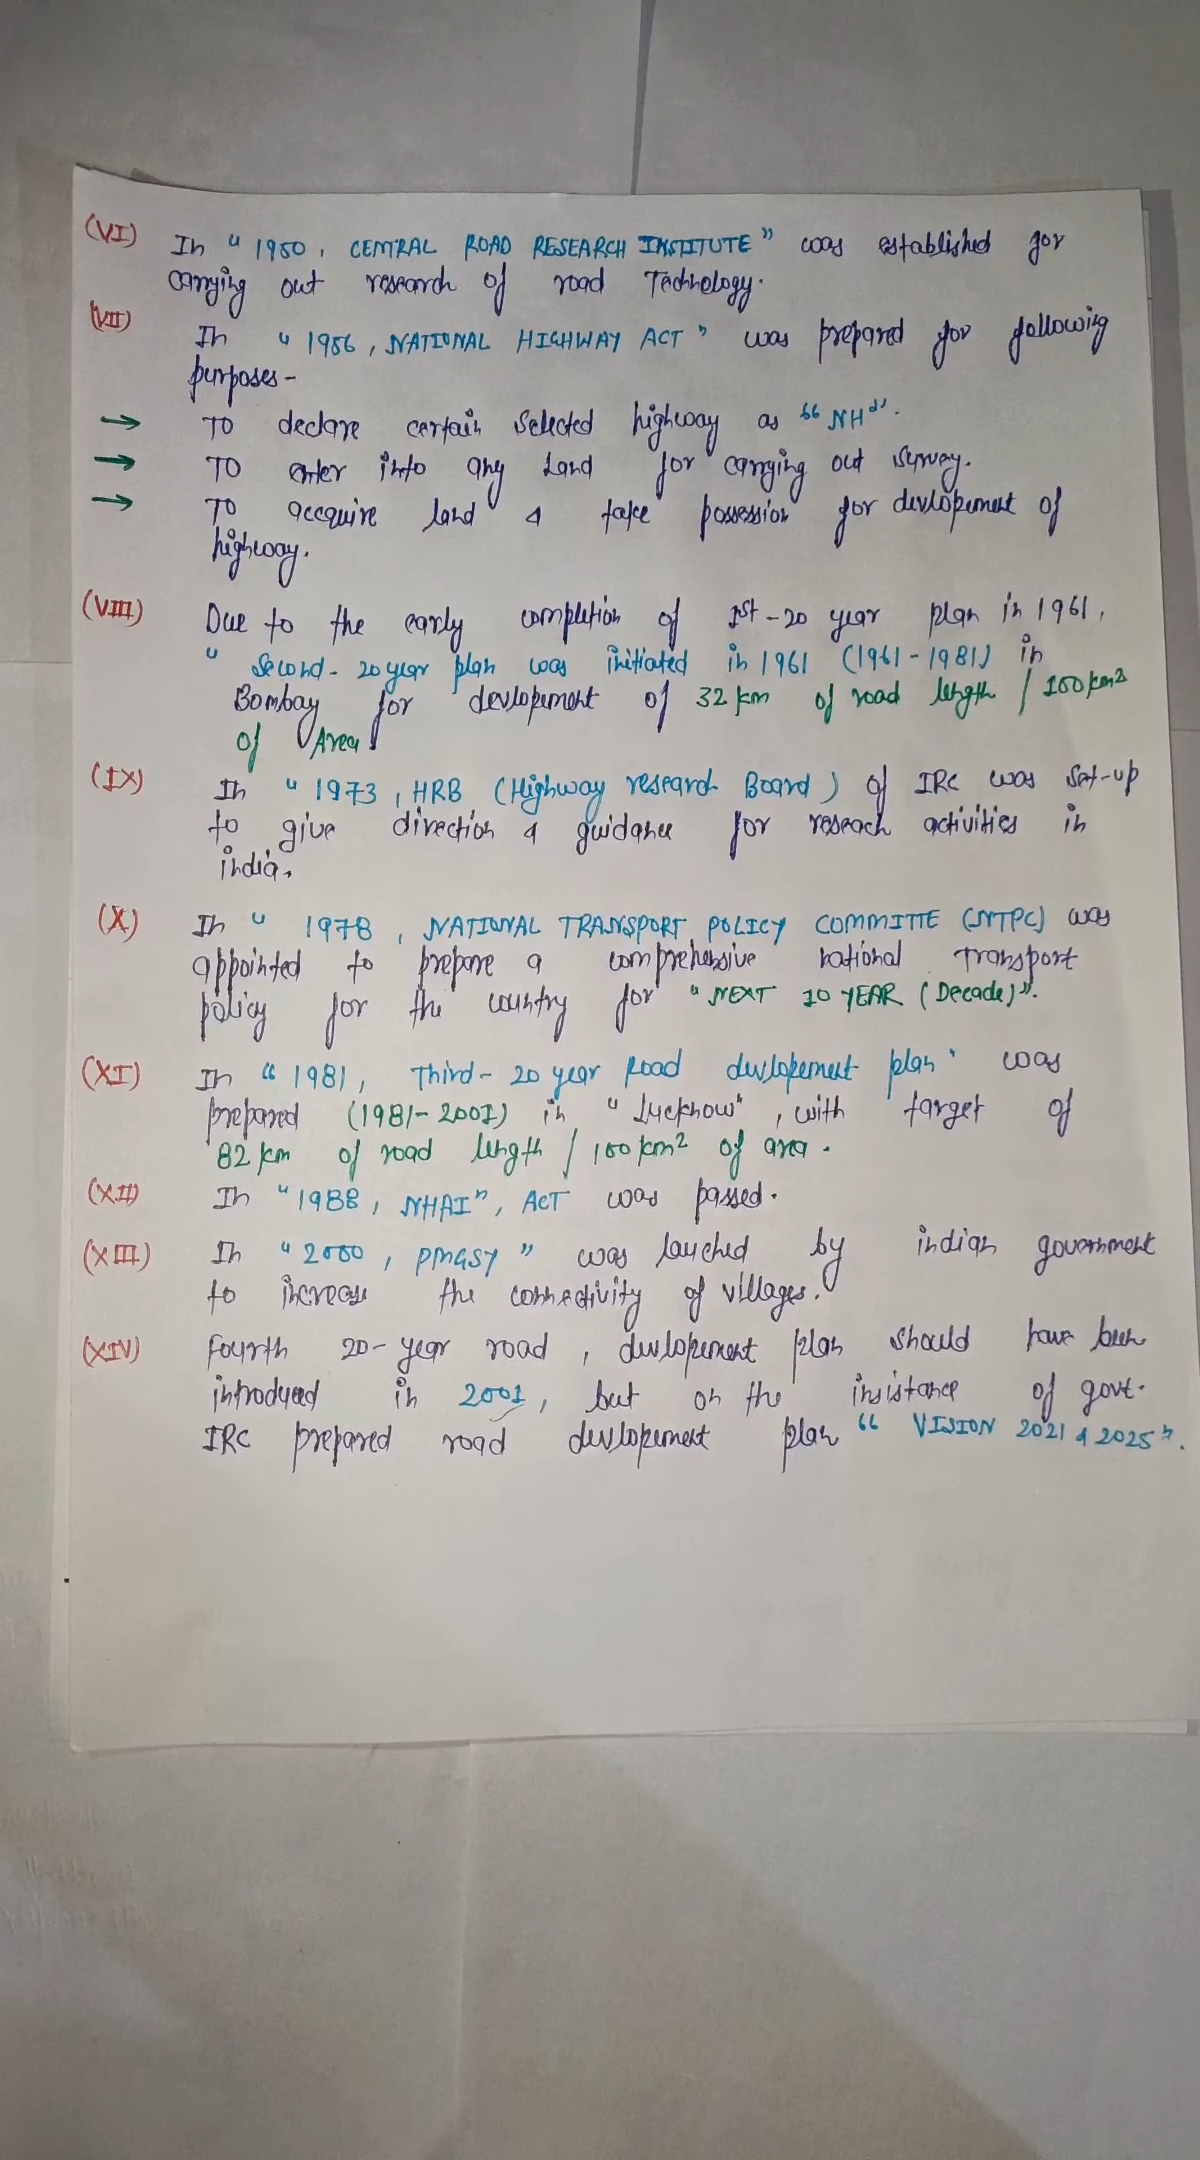 (VI) In "1950, CENTRAL ROAD RESEARCH INSTITUTE" was established for
carrying out research of road Technology.
(VII) In "1956, NATIONAL HIGHWAY ACT" was prepared for following
purposes-
→ TO declare certain Selected highway as "NHs".
→ TO enter into any Land for carrying out survey.
→ TO accquire land & take possession for devlopement of
highway.
(VIII) Due to the early completion of 1st-20 year plan in 1961,
"Second-20 year plan was initiated in 1961 (1961-1981) in
Bombay for devlopement of 32 km of road length / 100 km²
of Area.
(IX) In "1973, HRB (Highway research Board) of IRC was set-up
to give direction & guidance for reseach activities in
india.
(X) In "1978, NATIONAL TRANSPORT POLICY COMMITTE (NTPC) was
appointed to prepare a comprehensive national transport
policy for the country for "NEXT 10 YEAR (Decade)".
(XI) In "1981, Third-20 year Road devlopement plan" was
prepared (1981-2001) in "Lucknow", with target of
82 km of road length / 100 km² of area.
(XII) In "1988, NHAI", ACT was passed.
(XIII) In "2000, PMGSY" was lauched by indian government
to increase the connectivity of villages.
(XIV) Fourth 20-year road, devlopement plan should have been
introduced in 2001, but on the insistance of govt.
IRC prepared road devlopement plan "VISION 2021 & 2025".